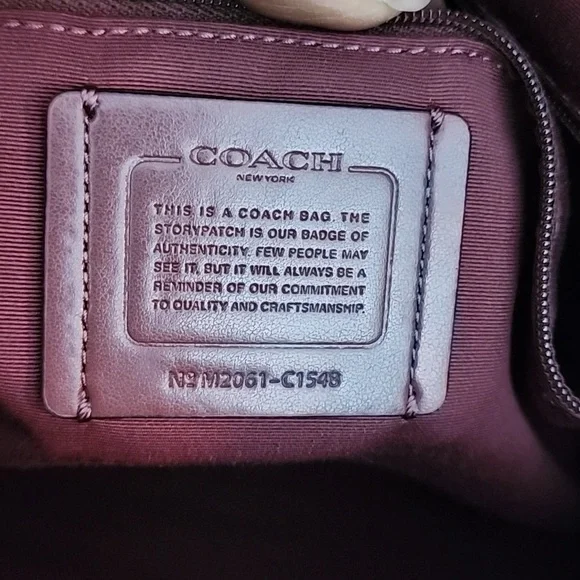 COACH
NEW YORK
THIS IS A COACH BAG. THE
STORYPATCH IS OUR BADGE OF
AUTHENTICITY. FEW PEOPLE MAY
SEE IT, BUT IT WILL ALWAYS BE A
REMINDER OF OUR COMMITMENT
TO QUALITY AND CRAFTSMANSHIP.
Nº M2061-C1548